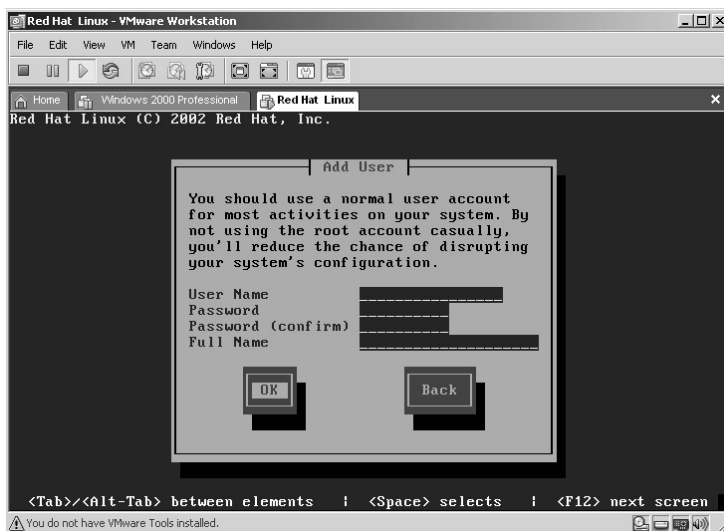 Red Hat Linux - VMware Workstation
File Edit View VM Team Windows Help
Home Windows 2000 Professional Red Hat Linux
Red Hat Linux (C) 2002 Red Hat, Inc.
Add User
You should use a normal user account
for most activities on your system. By
not using the root account casually,
you'll reduce the chance of disrupting
your system's configuration.
User Name
Password
Password (confirm)
Full Name
OK Back
<Tab>/<Alt-Tab> between elements | <Space> selects | <F12> next screen
You do not have VMware Tools installed.